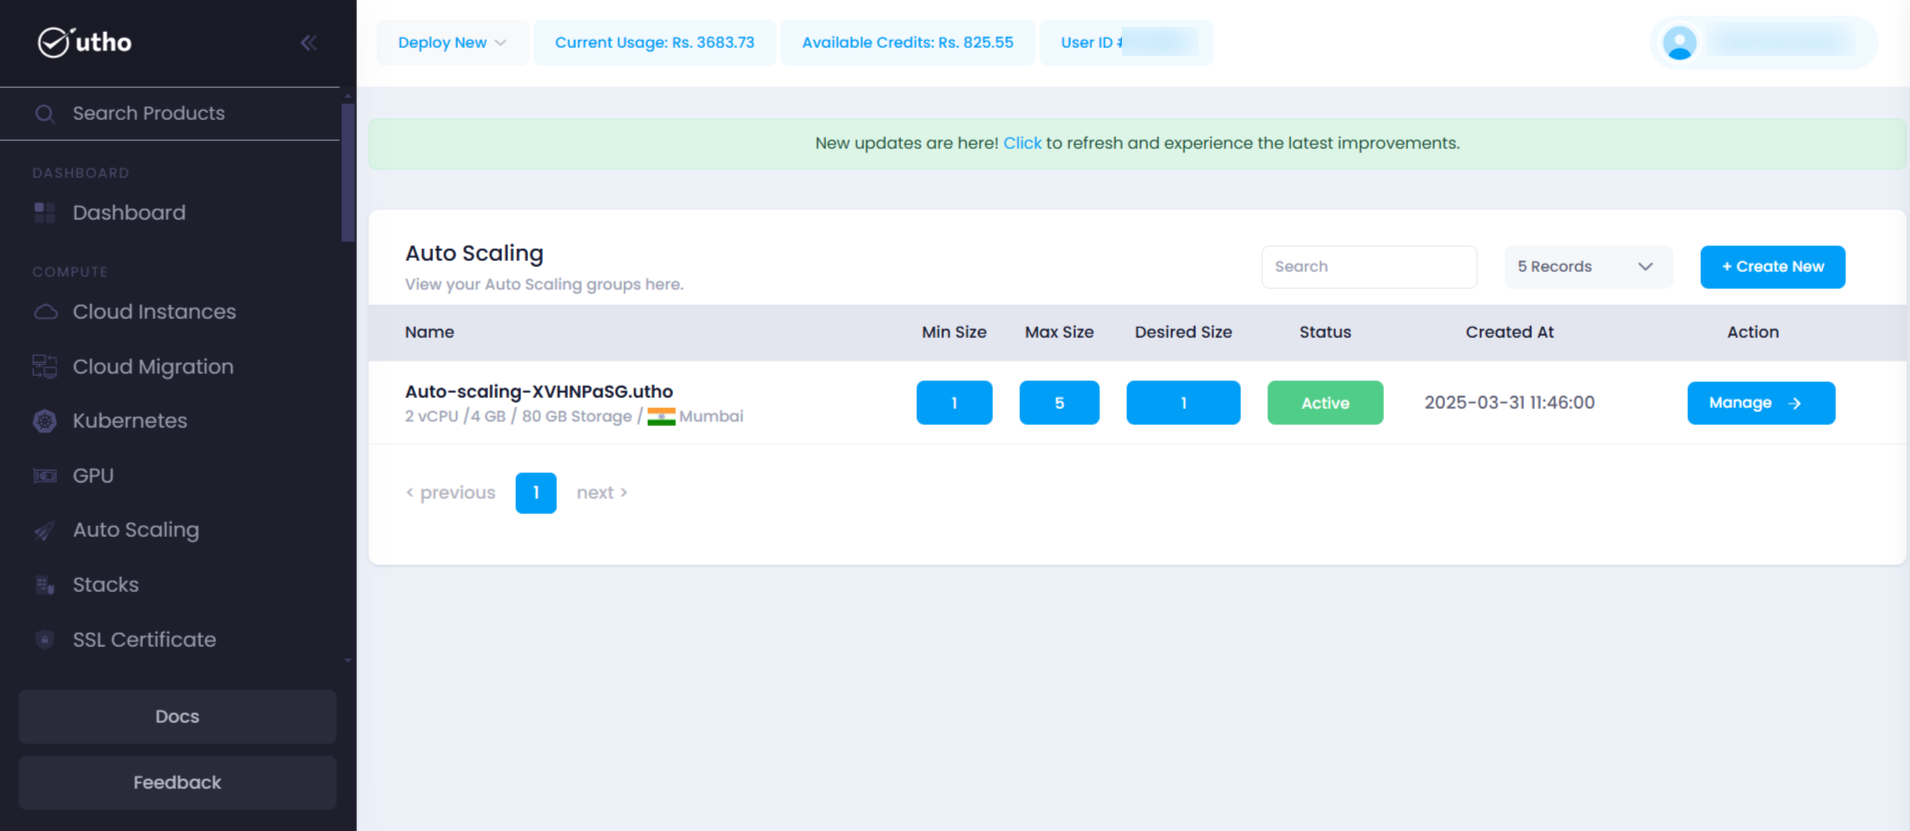 utho
Search Products
DASHBOARD
Dashboard
COMPUTE
Cloud Instances
Cloud Migration
Kubernetes
GPU
Auto Scaling
Stacks
SSL Certificate
Docs
Feedback
Deploy New
Current Usage: Rs. 3683.73
Available Credits: Rs. 825.55
User ID #
New updates are here! Click to refresh and experience the latest improvements.
Auto Scaling
View your Auto Scaling groups here.
Search
5 Records
+ Create New
Name Min Size Max Size Desired Size Status Created At Action
Auto-scaling-XVHNPaSG.utho
2 vCPU /4 GB / 80 GB Storage / Mumbai
1 5 1 Active 2025-03-31 11:46:00 Manage →
< previous 1 next >